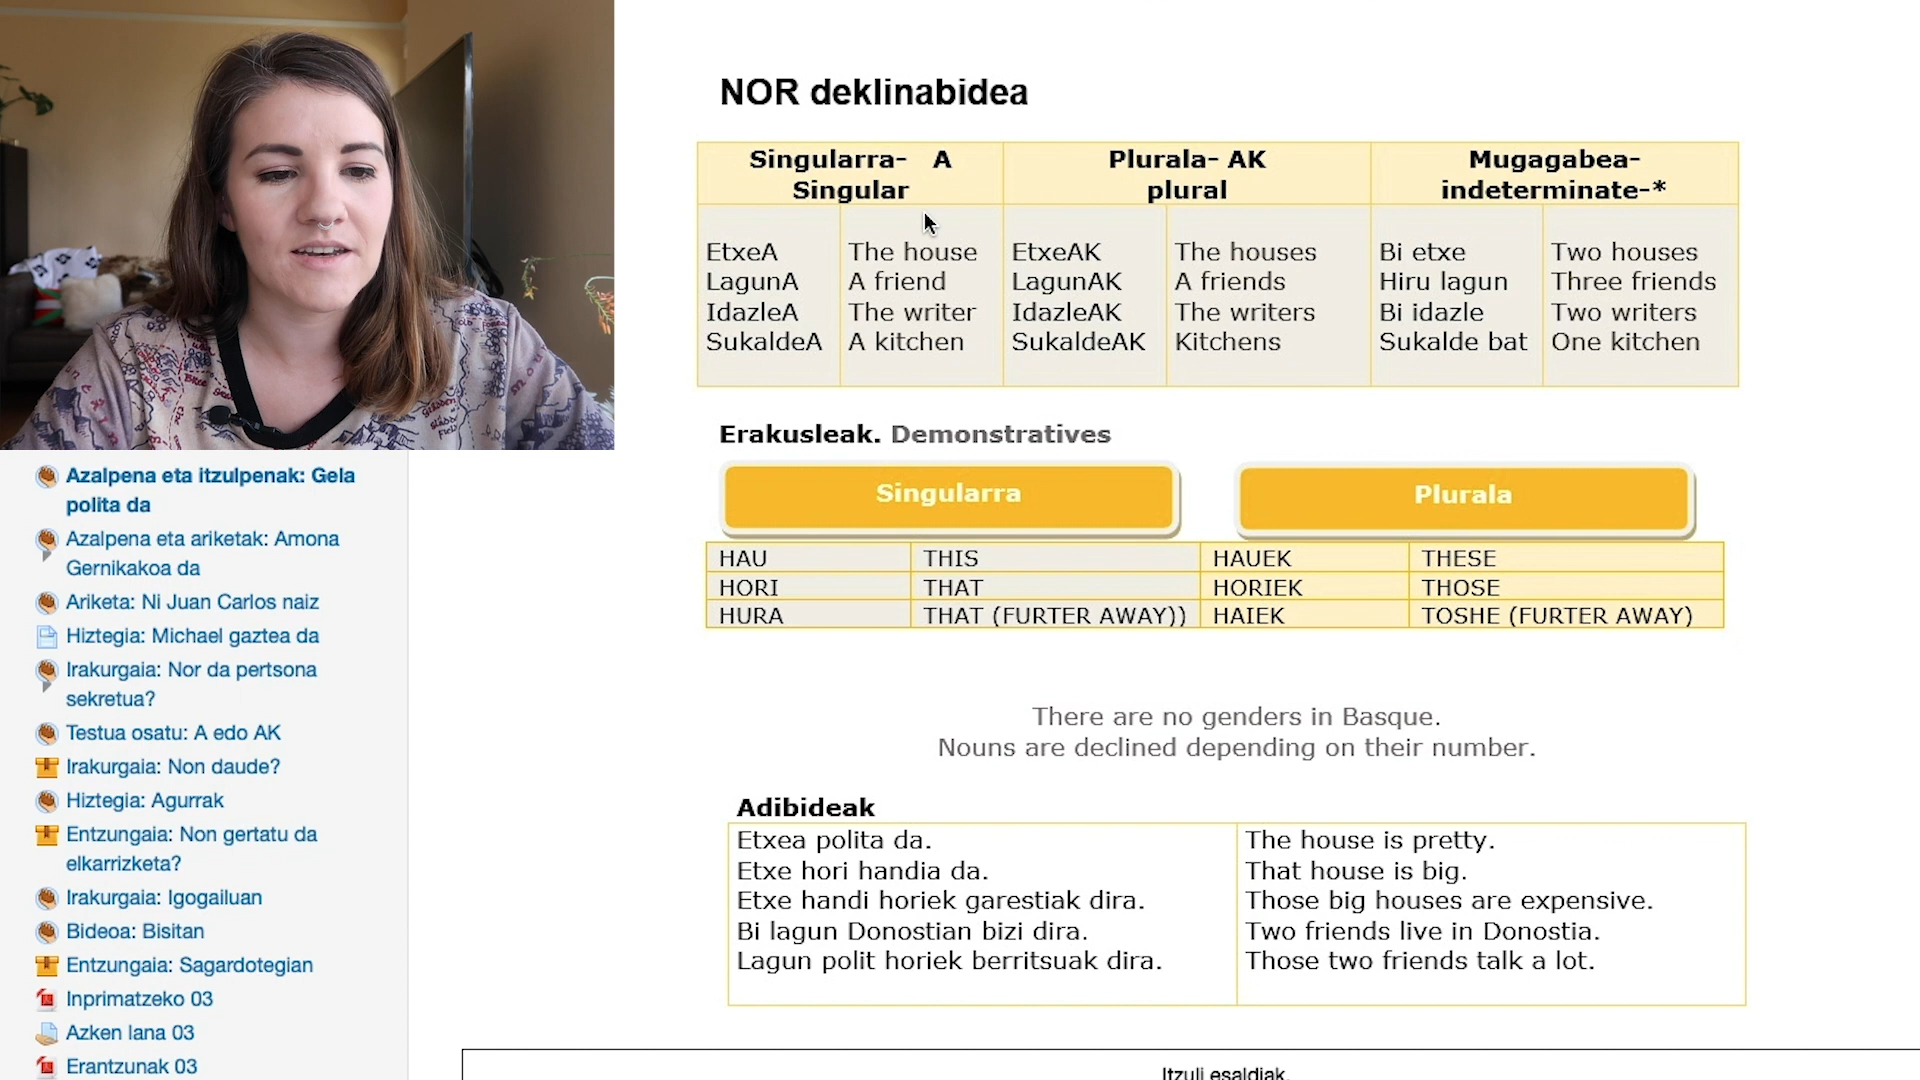 NOR deklinabidea
Singularra- A
Singular
Plurala- AK
plural
Mugagabea-
indeterminate-*
EtxeA The house EtxeAK The houses Bi etxe Two houses
LagunA A friend LagunAK A friends Hiru lagun Three friends
IdazleA The writer IdazleAK The writers Bi idazle Two writers
SukaldeA A kitchen SukaldeAK Kitchens Sukalde bat One kitchen
Erakusleak. Demonstratives
Singularra Plurala
HAU THIS HAUEK THESE
HORI THAT HORIEK THOSE
HURA THAT (FURTER AWAY)) HAIEK TOSHE (FURTER AWAY)
There are no genders in Basque.
Nouns are declined depending on their number.
Adibideak
Etxea polita da. The house is pretty.
Etxe hori handia da. That house is big.
Etxe handi horiek garestiak dira. Those big houses are expensive.
Bi lagun Donostian bizi dira. Two friends live in Donostia.
Lagun polit horiek berritsuak dira. Those two friends talk a lot.
Itzuli esaldiak.
Azalpena eta itzulpenak: Gela
polita da
Azalpena eta ariketak: Amona
Gernikakoa da
Ariketa: Ni Juan Carlos naiz
Hiztegia: Michael gaztea da
Irakurgaia: Nor da pertsona
sekretua?
Testua osatu: A edo AK
Irakurgaia: Non daude?
Hiztegia: Agurrak
Entzungaia: Non gertatu da
elkarrizketa?
Irakurgaia: Igogailuan
Bideoa: Bisitan
Entzungaia: Sagardotegian
Inprimatzeko 03
Azken lana 03
Erantzunak 03